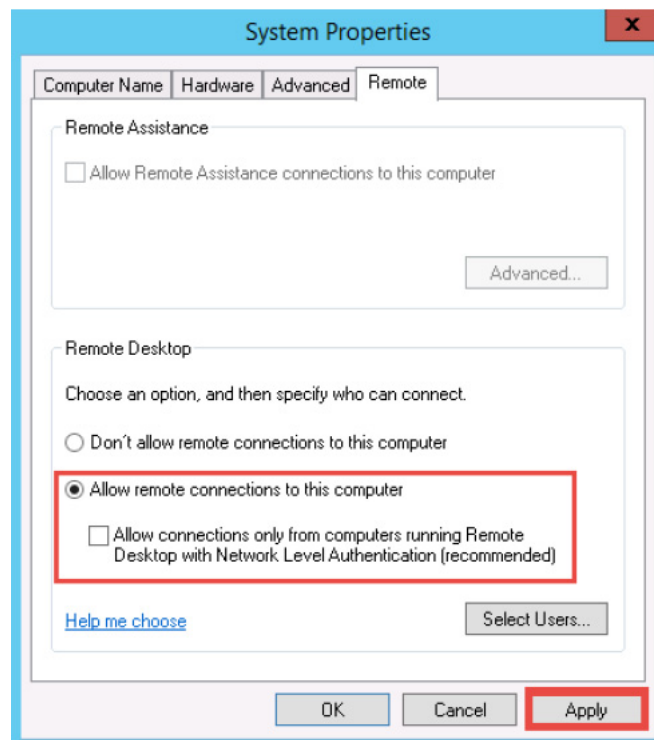 System Properties
x
Computer Name
Hardware
Advanced
Remote
Remote Assistance
Allow Remote Assistance connections to this computer
Advanced...
Remote Desktop
Choose an option, and then specify who can connect.
Don´t allow remote connections to this computer
Allow remote connections to this computer
Allow connections only from computers running Remote
Desktop with Network Level Authentication (recommended)
Help me choose
Select Users...
OK
Cancel
Apply